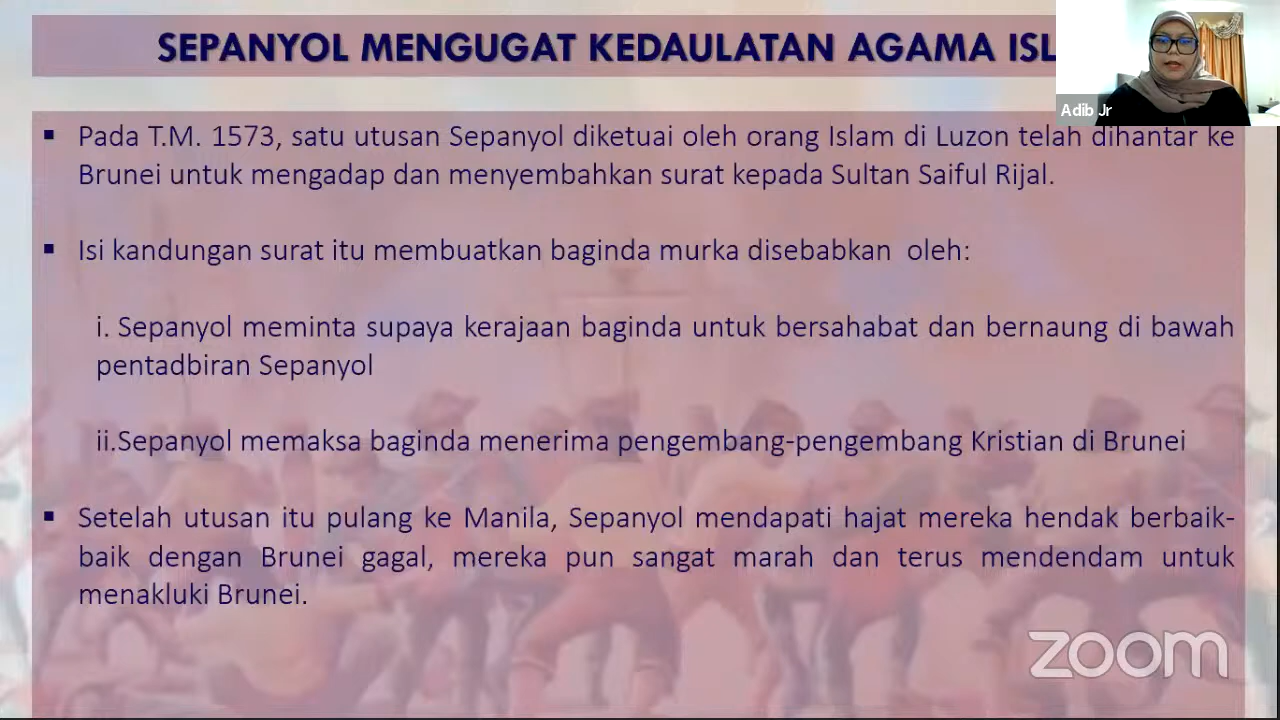 SEPANYOL MENGUGAT KEDAULATAN AGAMA ISL
Adib Jr
▪ Pada T.M. 1573, satu utusan Sepanyol diketuai oleh orang Islam di Luzon telah dihantar ke
Brunei untuk mengadap dan menyembahkan surat kepada Sultan Saiful Rijal.
▪ Isi kandungan surat itu membuatkan baginda murka disebabkan oleh:
i. Sepanyol meminta supaya kerajaan baginda untuk bersahabat dan bernaung di bawah
pentadbiran Sepanyol
ii.Sepanyol memaksa baginda menerima pengembang-pengembang Kristian di Brunei
▪ Setelah utusan itu pulang ke Manila, Sepanyol mendapati hajat mereka hendak berbaik-
baik dengan Brunei gagal, mereka pun sangat marah dan terus mendendam untuk
menakluki Brunei.
zoom